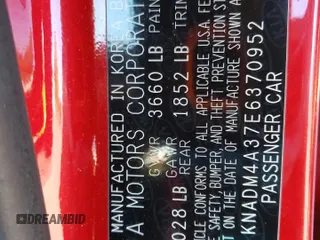 MANUFACTURED IN KOREA B
A MOTORS CORPORAT
GVWR 3660 LB PAIN
GAWR
028 LB REAR 1852 LB TRIM
ICLE CONFORMS TO ALL APPLICABLE U.S.A. FE
E SAFETY, BUMPER, AND THEFT PREVENTION ST
T ON THE DATE OF MANUFACTURE SHOWN
KNADM4A37E6370952
PASSENGER CAR
DREAMBID